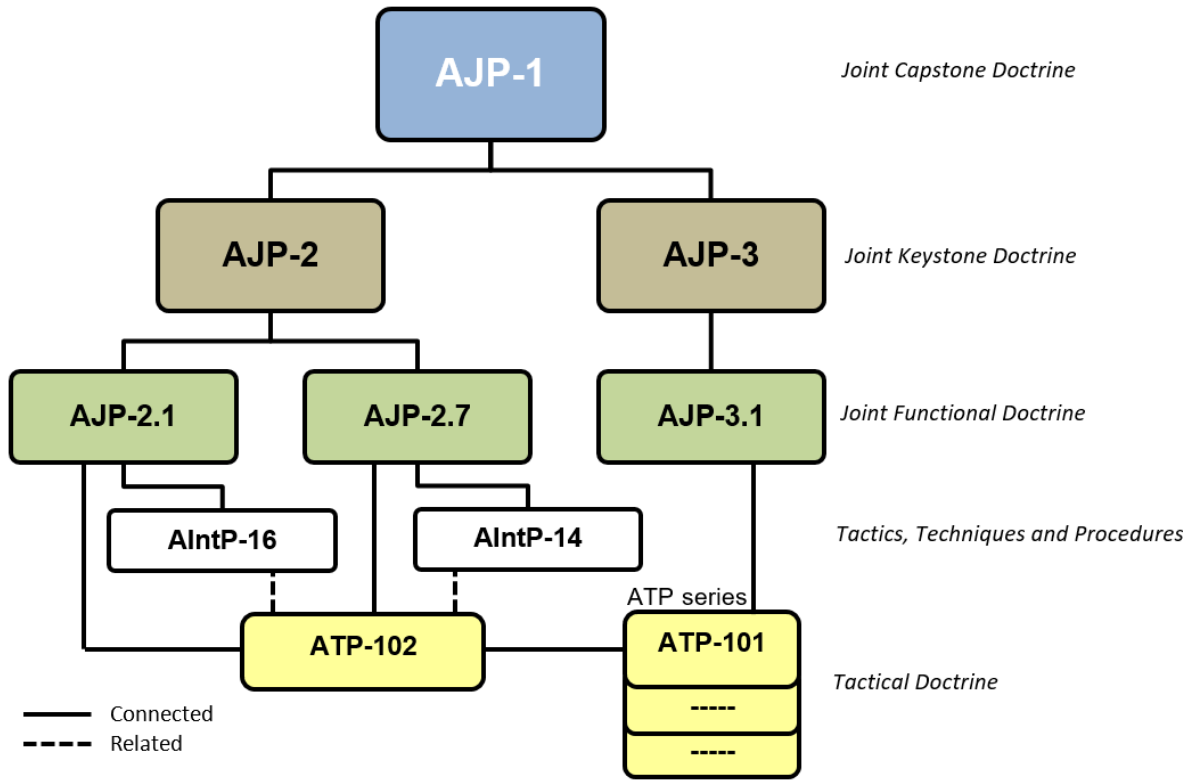 AJP-1
Joint Capstone Doctrine
AJP-2
AJP-3
Joint Keystone Doctrine
AJP-2.1
AJP-2.7
AJP-3.1
Joint Functional Doctrine
AIntP-16
AIntP-14
Tactics, Techniques and Procedures
ATP series
ATP-102
ATP-101
Tactical Doctrine
-----
-----
Connected
Related